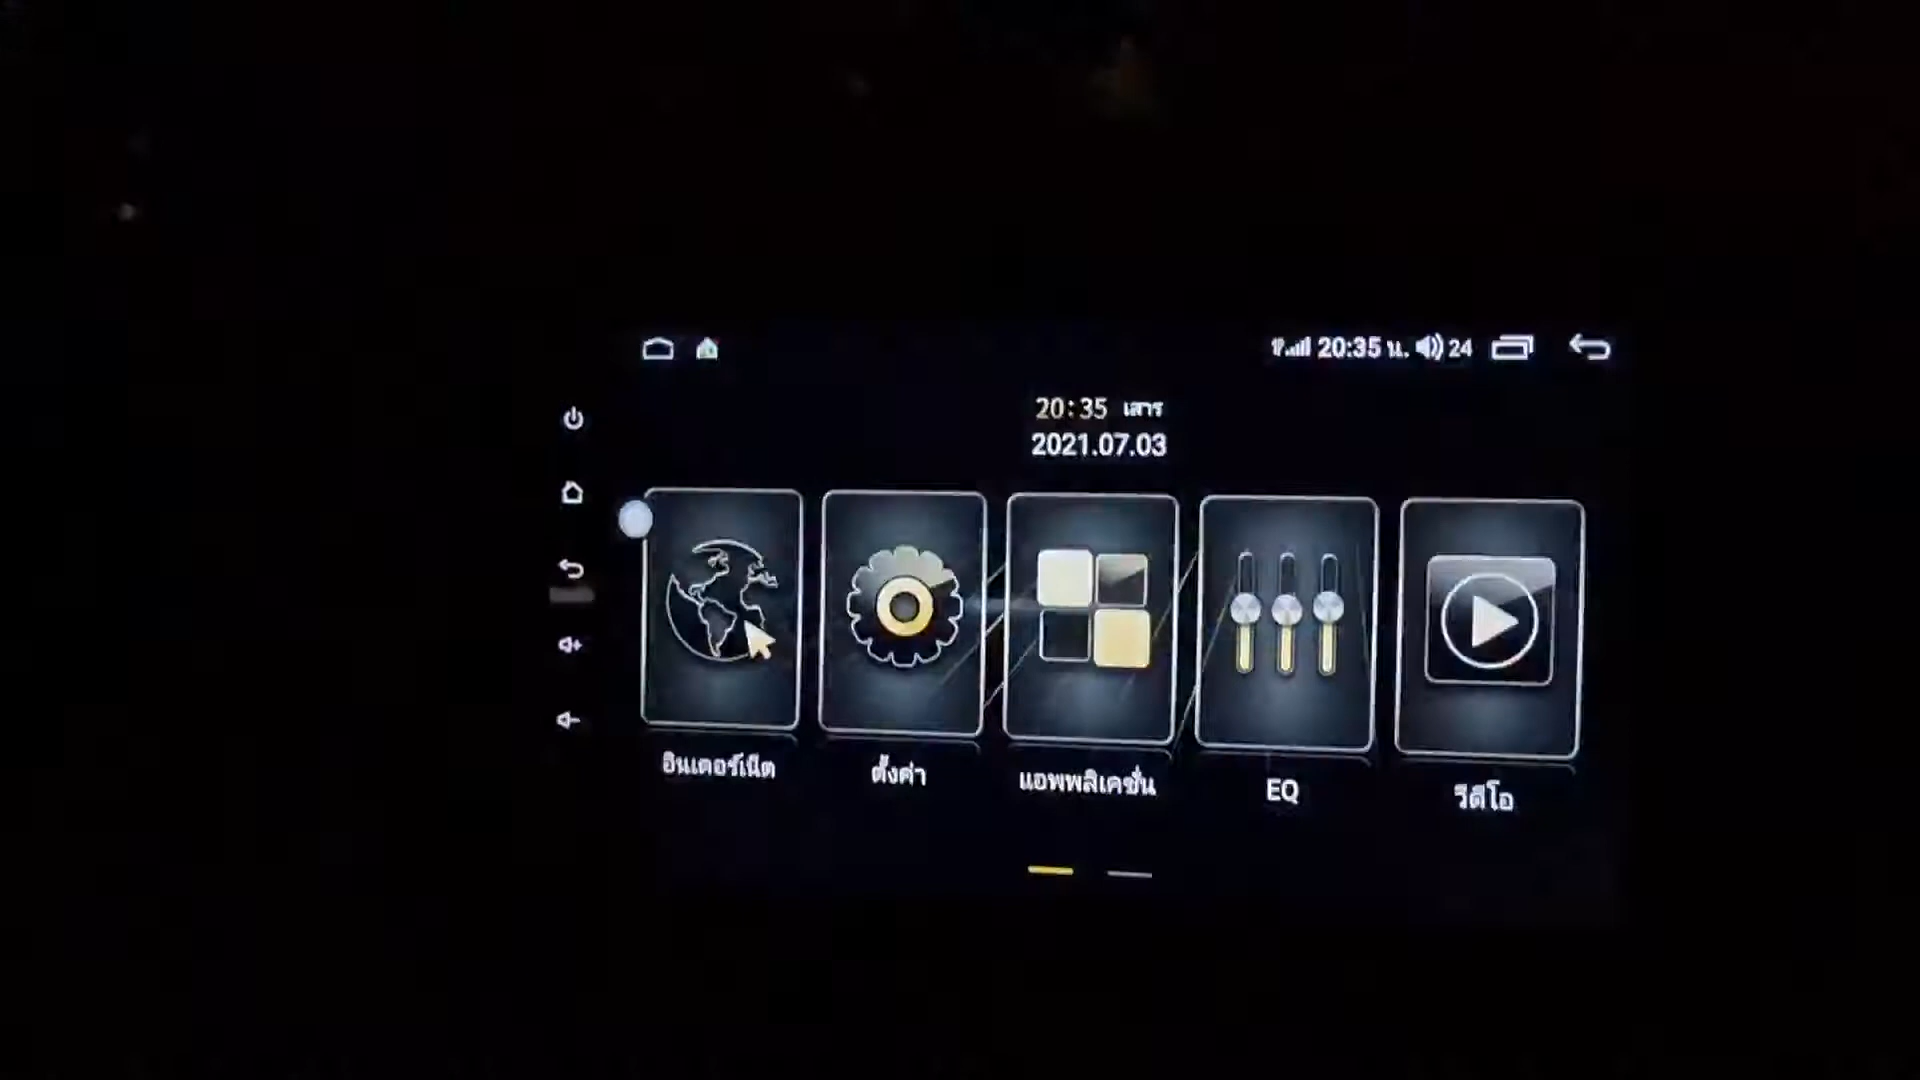 20:35 น. 24
20:35 เสาร์
2021.07.03
อินเตอร์เน็ต
ตั้งค่า
แอพพลิเคชั่น
EQ
วีดีโอ